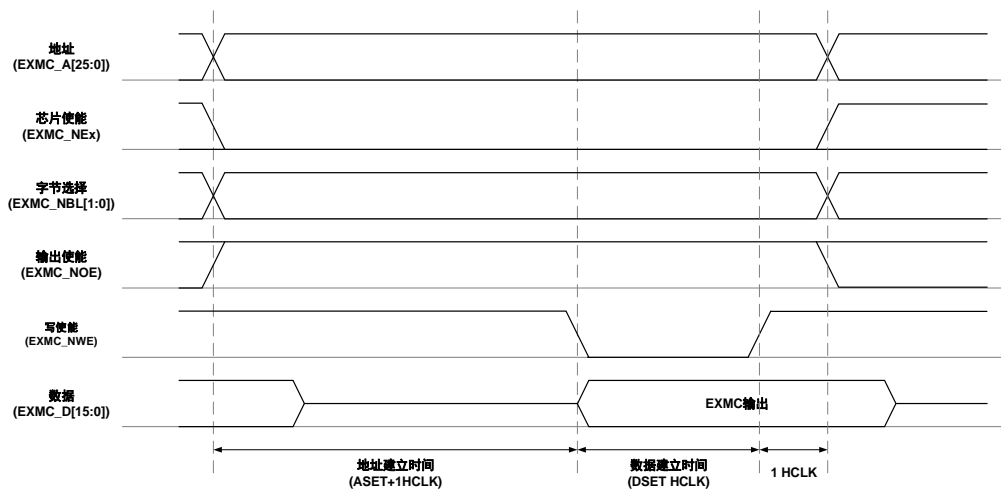 地址
(EXMC_A[25:0])
芯片使能
(EXMC_NEx)
字节选择
(EXMC_NBL[1:0])
输出使能
(EXMC_NOE)
写使能
(EXMC_NWE)
数据
(EXMC_D[15:0])
EXMC输出
地址建立时间
(ASET+1HCLK)
数据建立时间
(DSET HCLK)
1 HCLK